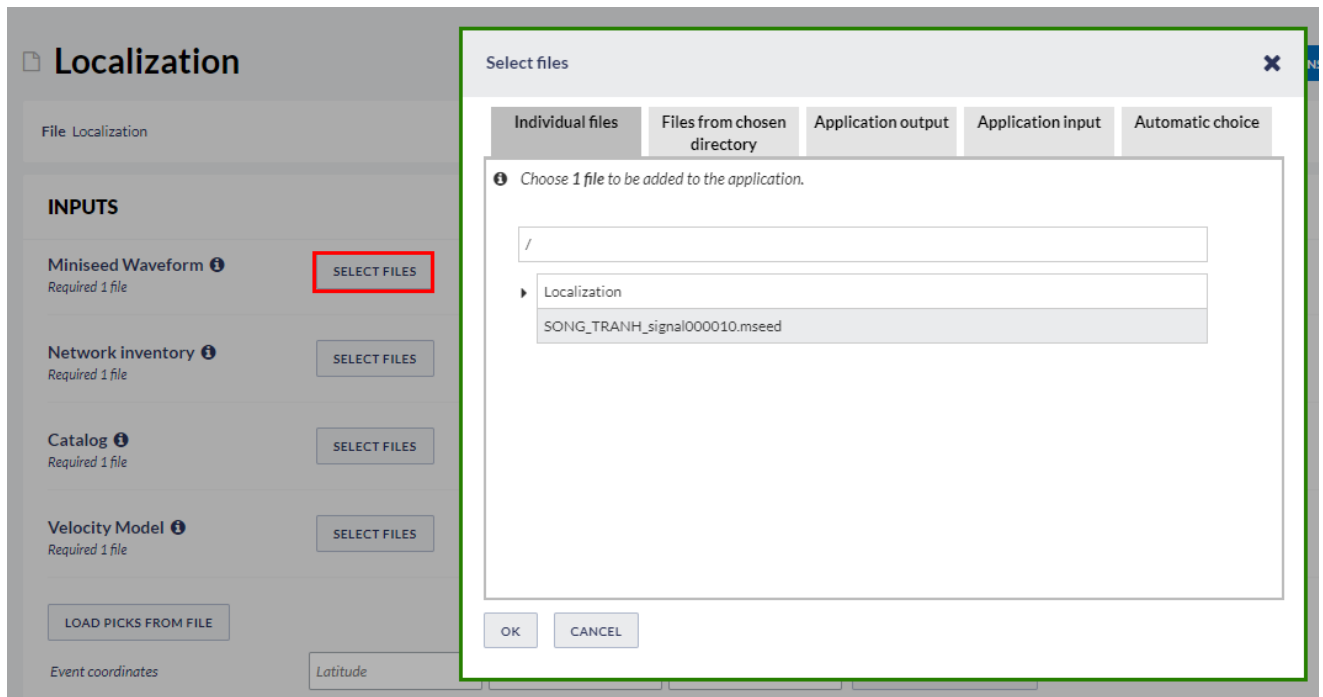 Localization
File Localization
INPUTS
Miniseed Waveform
Required 1 file
SELECT FILES
Network inventory
Required 1 file
SELECT FILES
Catalog
Required 1 file
SELECT FILES
Velocity Model
Required 1 file
SELECT FILES
LOAD PICKS FROM FILE
Event coordinates
Latitude
Select files
Individual files
Files from chosen
directory
Application output
Application input
Automatic choice
Choose 1 file to be added to the application.
/
Localization
SONG_TRANH_signal000010.mseed
OK
CANCEL